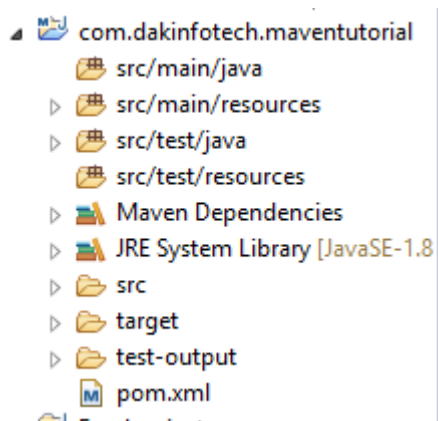 com.dakinfotech.maventutorial
src/main/java
src/main/resources
src/test/java
src/test/resources
Maven Dependencies
JRE System Library [JavaSE-1.8
src
target
test-output
pom.xml